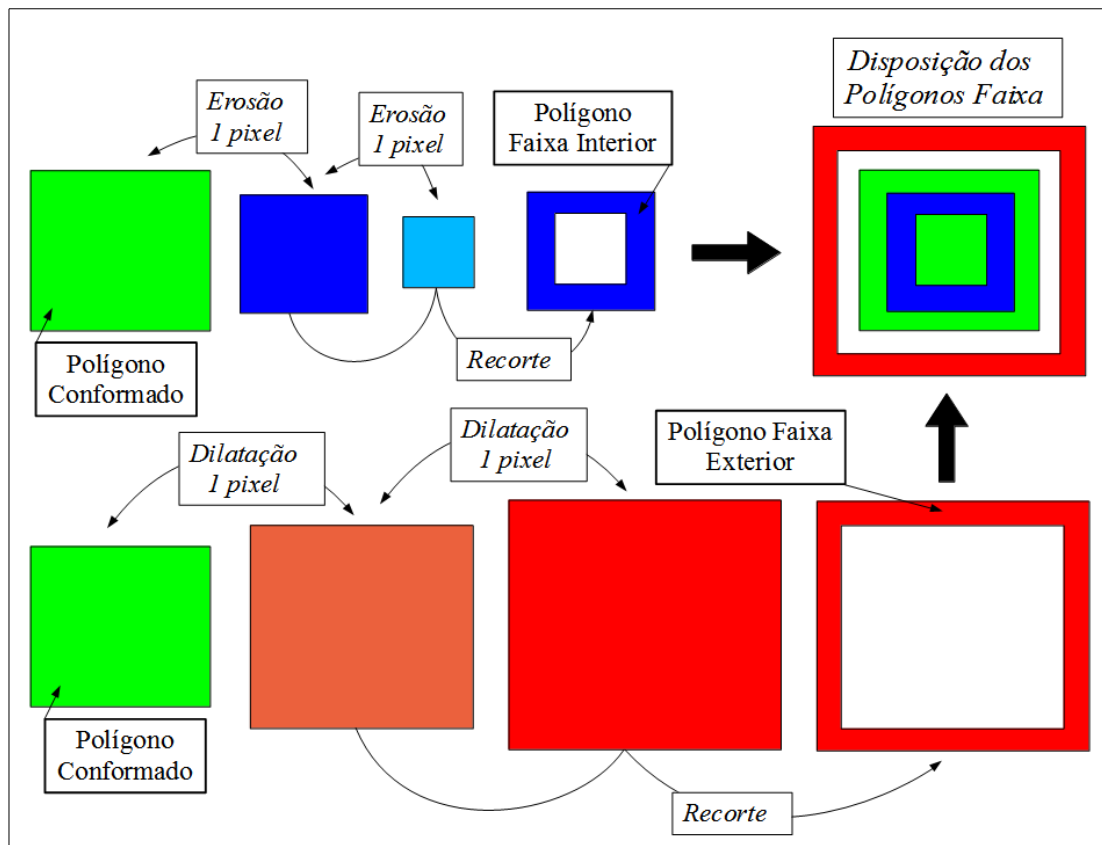 Erosão
1 pixel
Erosão
1 pixel
Polígono
Faixa Interior
Disposição dos
Polígonos Faixa
Polígono
Conformado
Recorte
Dilatação
1 pixel
Dilatação
1 pixel
Polígono Faixa
Exterior
Polígono
Conformado
Recorte